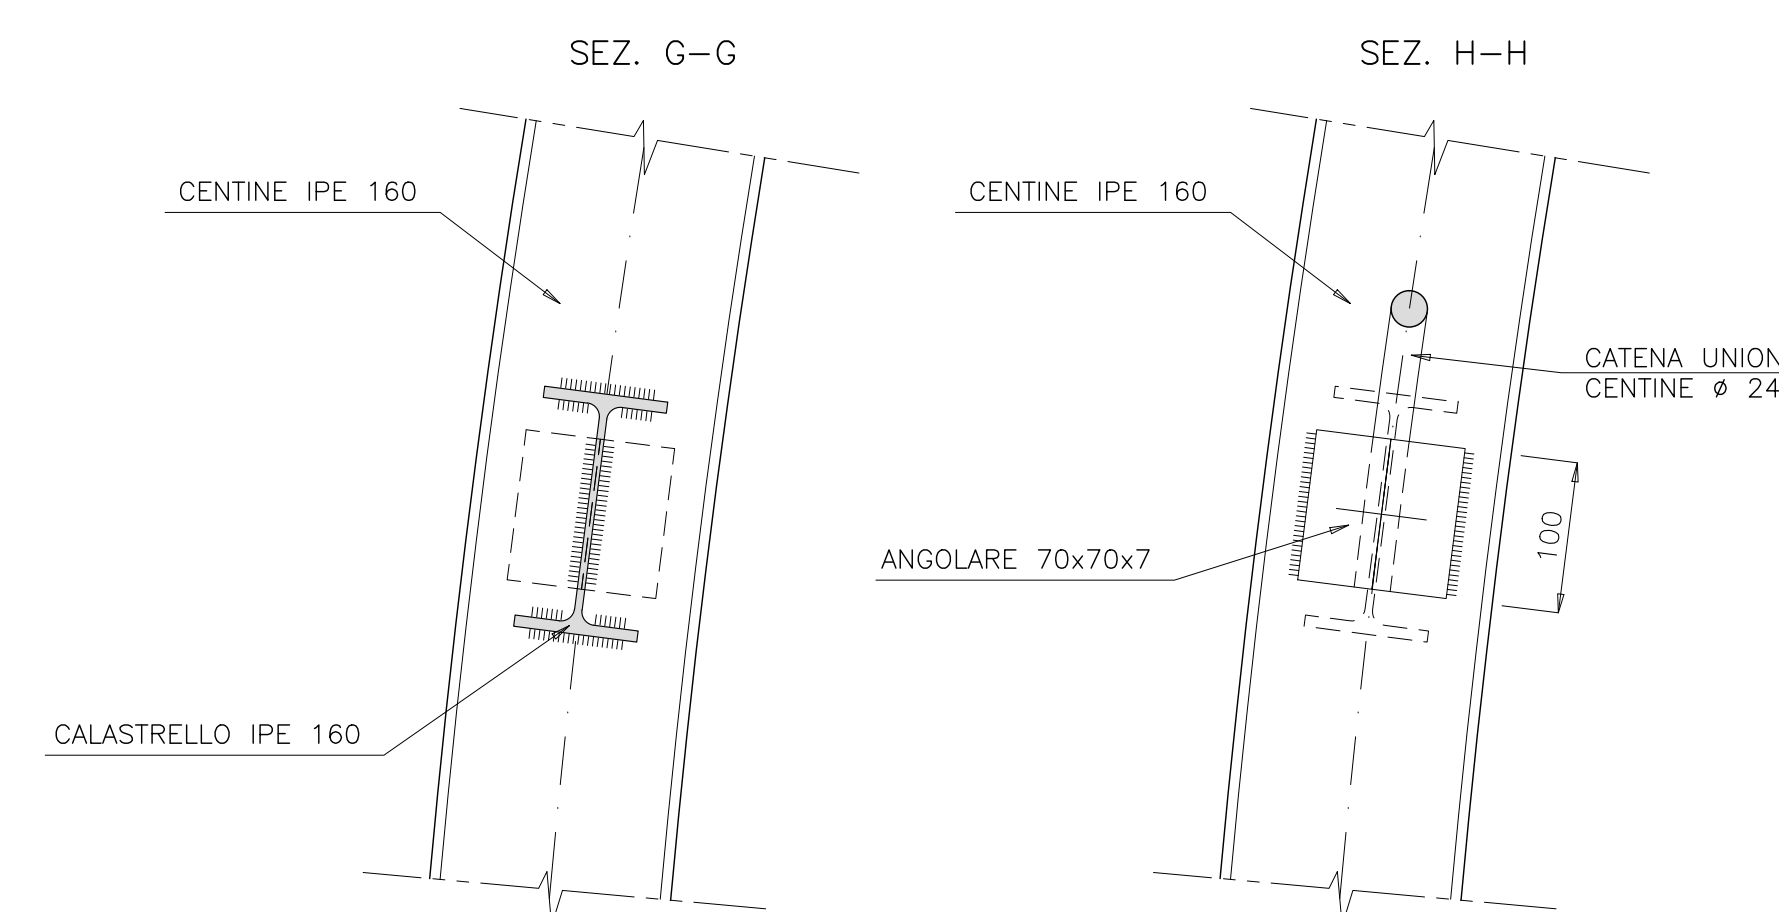 SEZ. G-G
SEZ. H-H
CENTINE IPE 160
CENTINE IPE 160
CATENA UNION
CENTINE ø 24
100
ANGOLARE 70x70x7
CALASTRELLO IPE 160